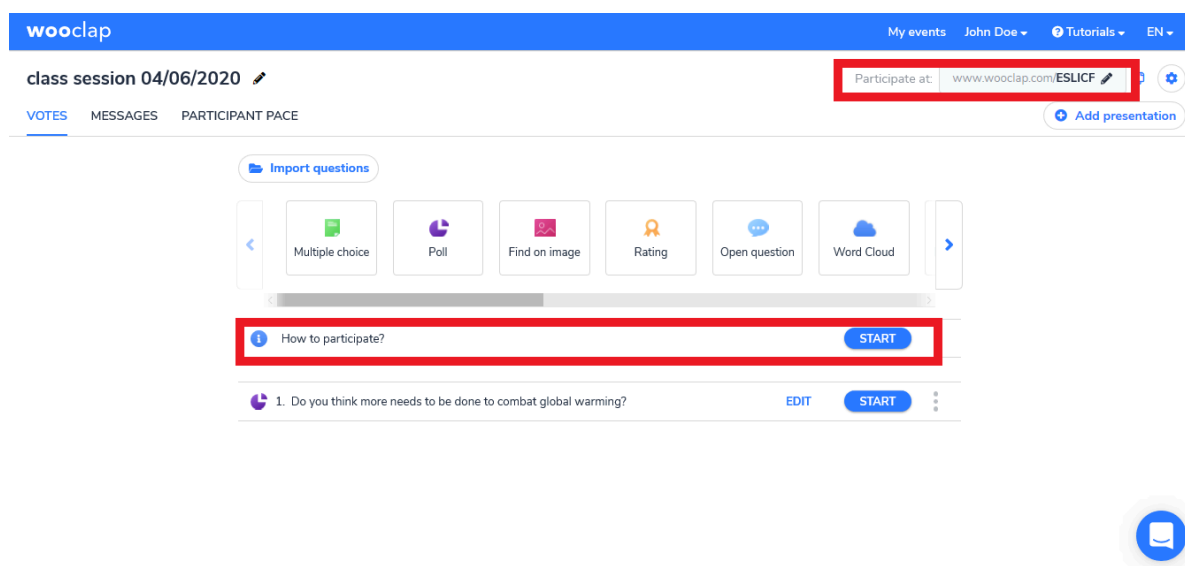 wooclap
My events John Doe Tutorials EN
class session 04/06/2020
Participate at: www.wooclap.com/ESLICF
VOTES MESSAGES PARTICIPANT PACE
Add presentation
Import questions
Multiple choice Poll Find on image Rating Open question Word Cloud
How to participate? START
1. Do you think more needs to be done to combat global warming? EDIT START